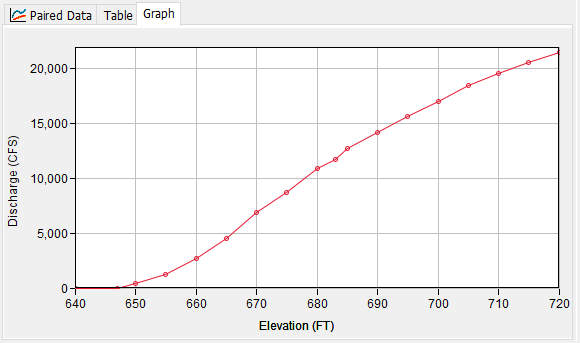 Paired Data Table Graph
20,000
15,000
10,000
5,000
0
Discharge (CFS)
640 650 660 670 680 690 700 710 720
Elevation (FT)